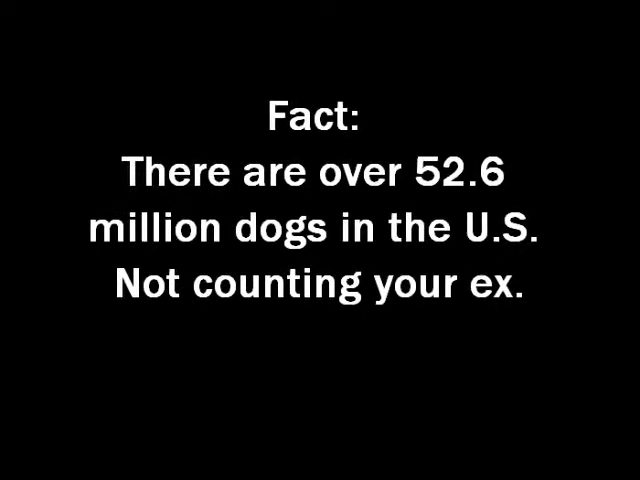 Fact:
There are over 52.6
million dogs in the U.S.
Not counting your ex.